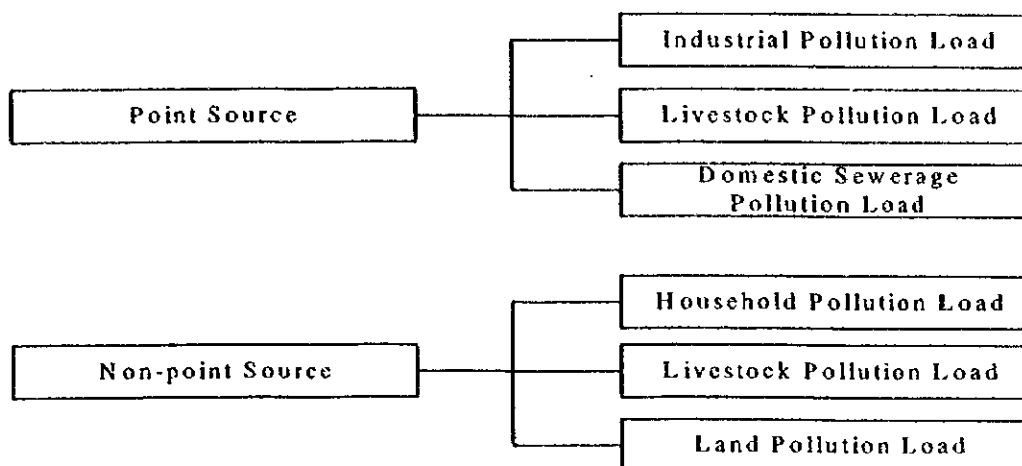 Point Source
Industrial Pollution Load
Livestock Pollution Load
Domestic Sewerage
Pollution Load
Non-point Source
Household Pollution Load
Livestock Pollution Load
Land Pollution Load